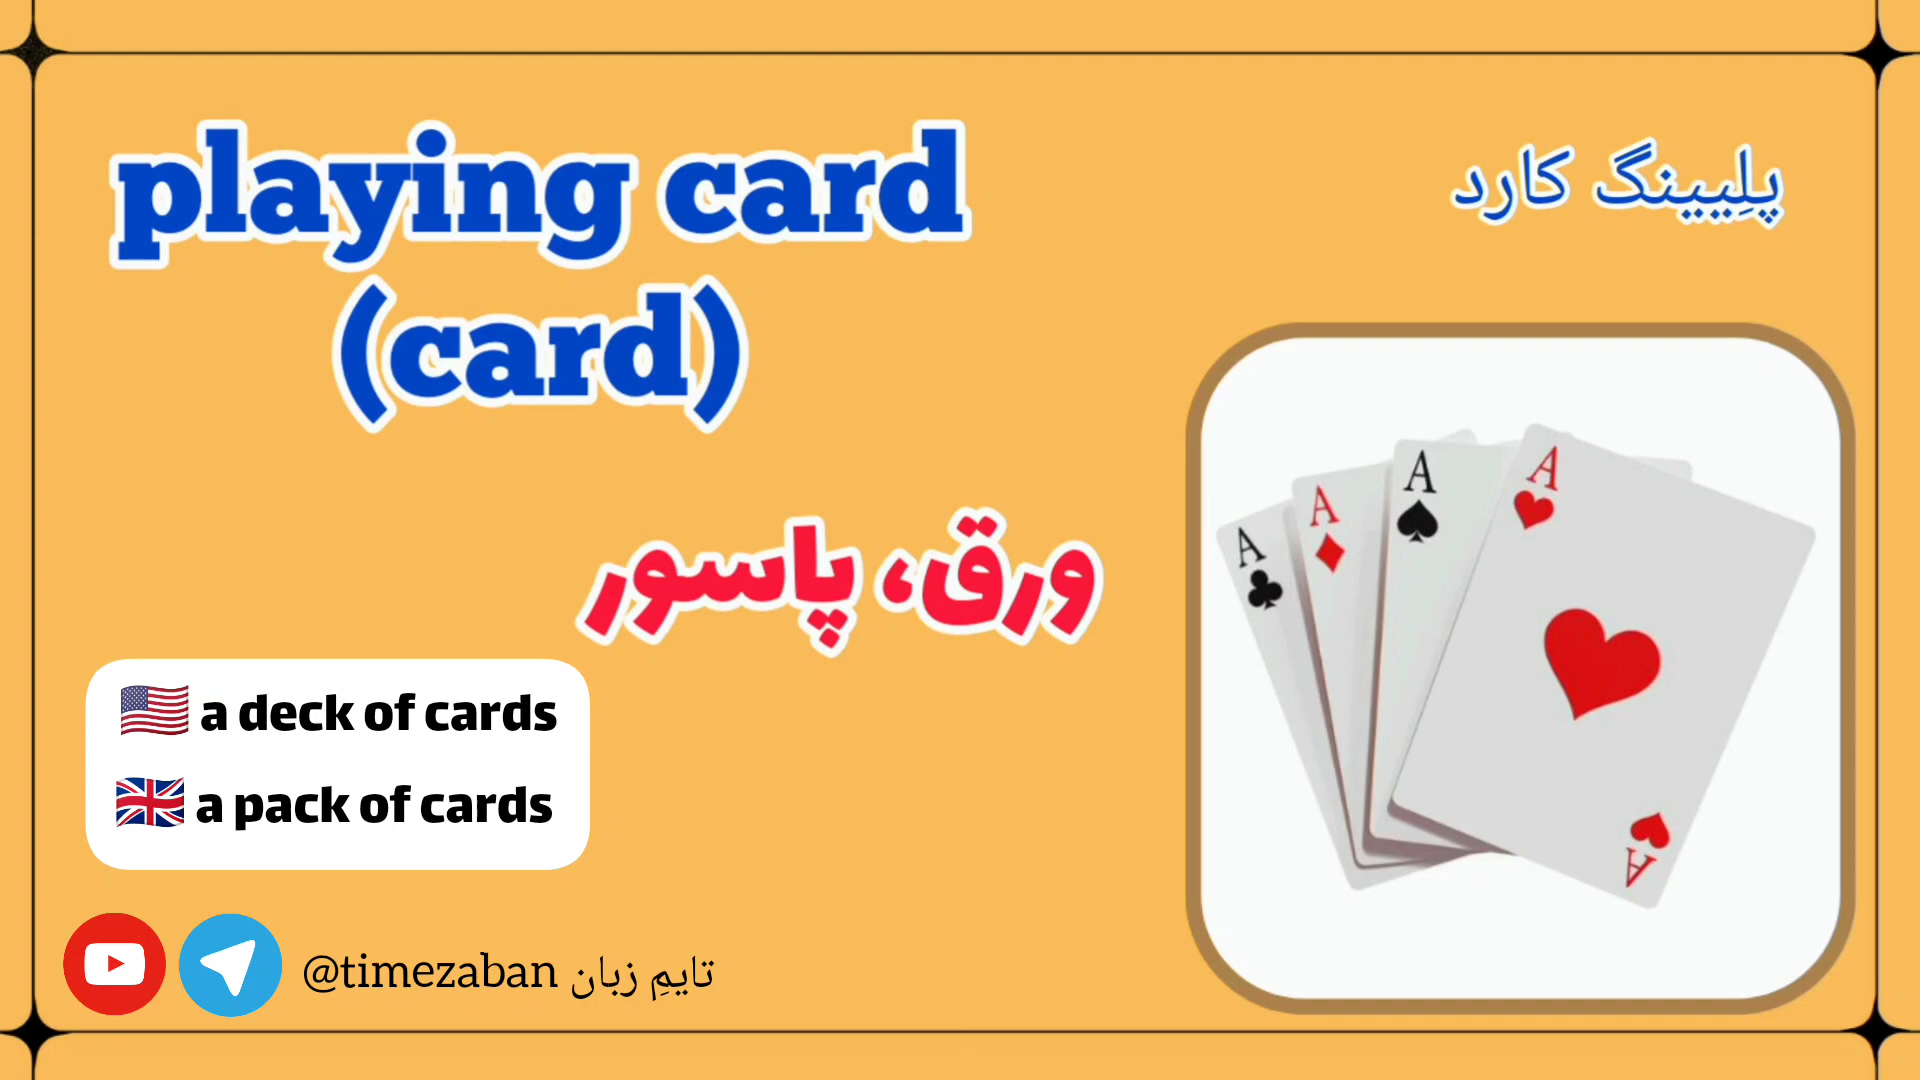 playing card
(card)
پلِیینگ کارد
ورق، پاسور
a deck of cards
a pack of cards
A
A
A
A
A
@timezaban تایمِ زبان